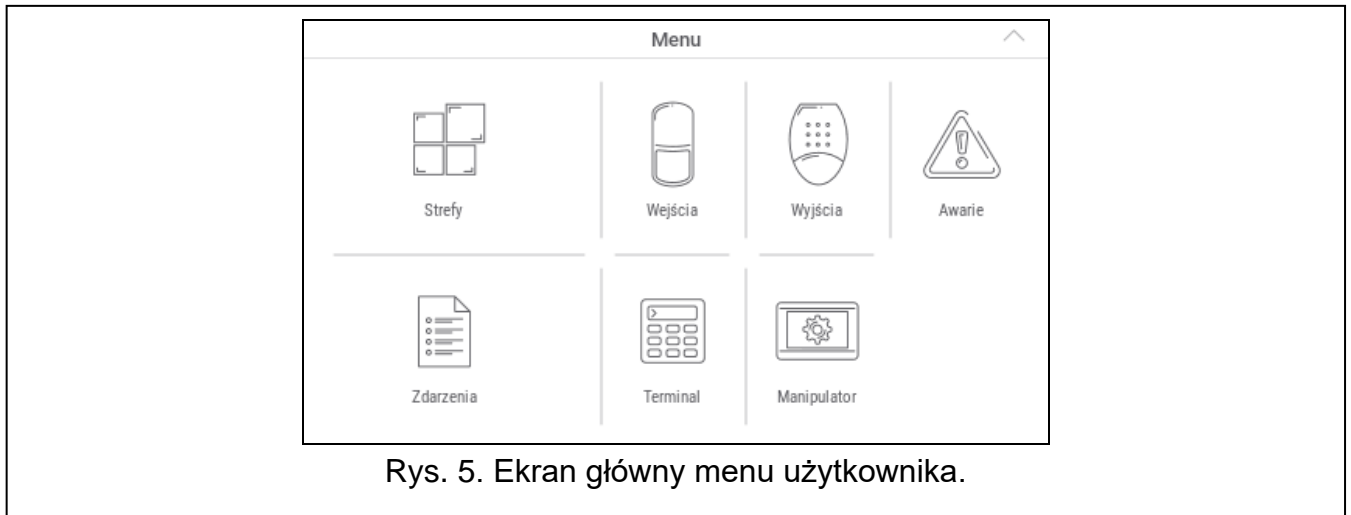 Menu
Strefy
Wejścia
Wyjścia
Awarie
Zdarzenia
Terminal
Manipulator
Rys. 5. Ekran główny menu użytkownika.